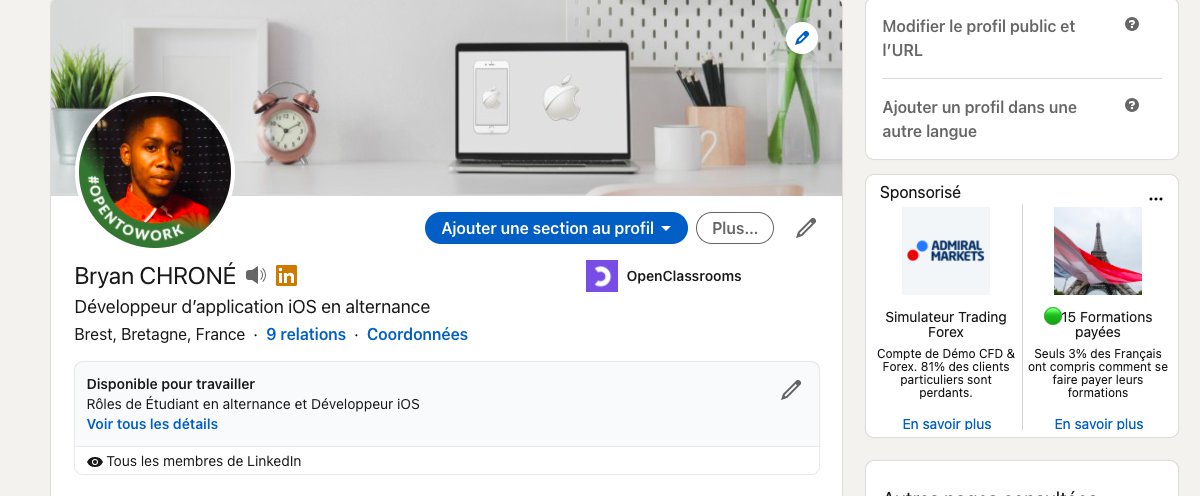 #OPENTOWORK
Ajouter une section au profil
Plus...
Bryan CHRONÉ
in
OpenClassrooms
Développeur d'application iOS en alternance
Brest, Bretagne, France · 9 relations · Coordonnées
Disponible pour travailler
Rôles de Étudiant en alternance et Développeur iOS
Voir tous les détails
Tous les membres de LinkedIn
Modifier le profil public et
l'URL
?
Ajouter un profil dans une
autre langue
?
Sponsorisé
...
ADMIRAL
MARKETS
Simulateur Trading
Forex
Compte de Démo CFD &
Forex. 81% des clients
particuliers sont
perdants.
En savoir plus
15 Formations
payées
Seuls 3% des Français
ont compris comment se
faire payer leurs
formations
En savoir plus
Autres pages consultées